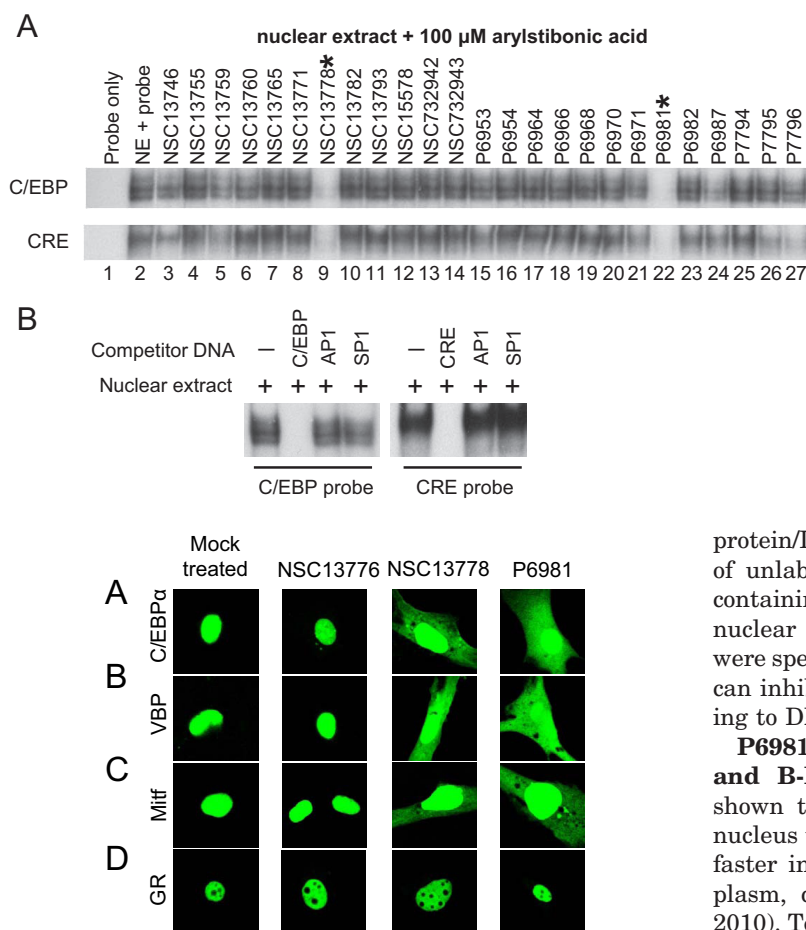 A
nuclear extract + 100 µM arylstibonic acid
Probe only
NE + probe
NSC13746
NSC13755
NSC13759
NSC13760
NSC13765
NSC13771
NSC13778*
NSC13782
NSC13793
NSC15578
NSC732942
NSC732943
P6953
P6954
P6964
P6966
P6968
P6970
P6971
P6981*
P6982
P6987
P7794
P7795
P7796
C/EBP
CRE
1 2 3 4 5 6 7 8 9 10 11 12 13 14 15 16 17 18 19 20 21 22 23 24 25 26 27
B
Competitor DNA – C/EBP AP1 SP1 – CRE AP1 SP1
Nuclear extract + + + + + + + +
C/EBP probe CRE probe
Mock treated NSC13776 NSC13778 P6981
A C/EBPα
B VBP
C Mitf
D GR
of unlab
containin
nuclear
were spe
can inhib
ing to DI
P6981
and B-
shown t
nucleus
faster in
plasm, c
2010). T